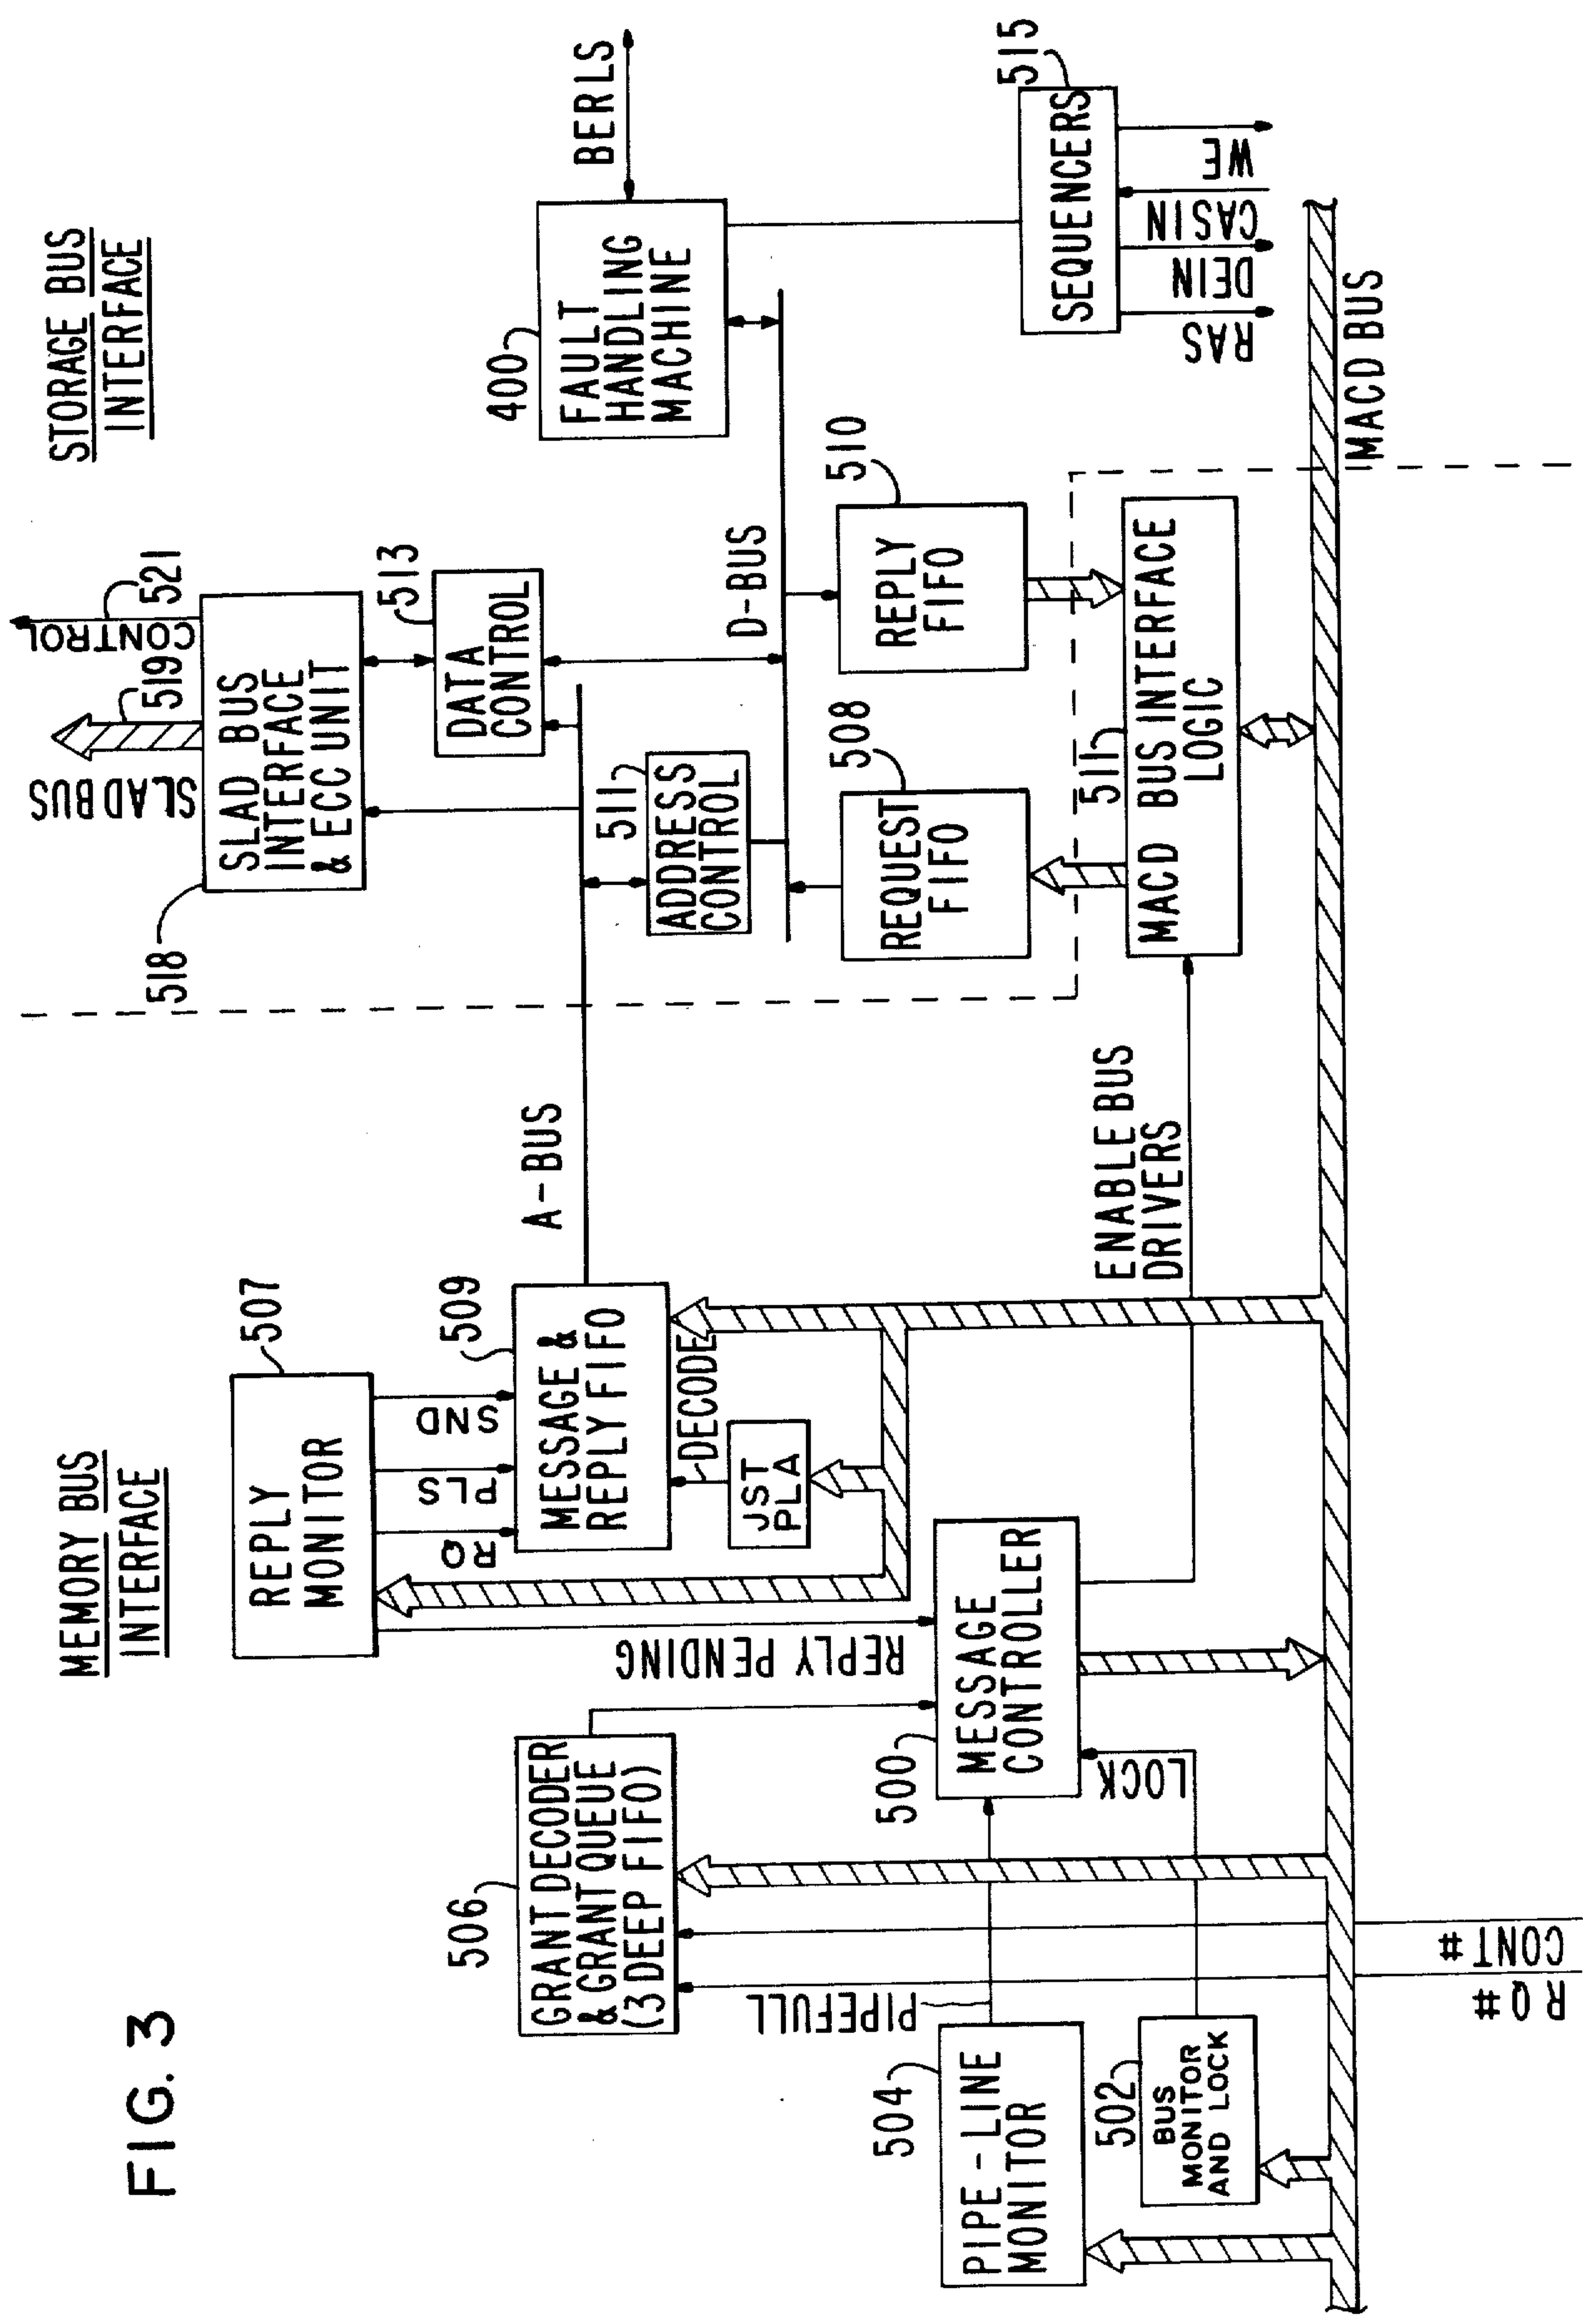 FIG. 3
MEMORY BUS
INTERFACE
STORAGE BUS
INTERFACE
507
REPLY
MONITOR
RQ
PLS
SND
509
MESSAGE &
REPLY FIFO
DECODE
JST
PLA
REPLY PENDING
506
GRANT DECODER
& GRANT QUEUE
(3 DEEP FIFO)
PIPEFULL
504
PIPE-LINE
MONITOR
502
BUS
MONITOR
AND LOCK
500
MESSAGE
CONTROLLER
LOCK
RQ#
CONT#
ENABLE BUS
DRIVERS
A-BUS
518
SLAD BUS
519
CONTROL
521
SLAD BUS
INTERFACE
& ECC UNIT
513
DATA
CONTROL
511
ADDRESS
CONTROL
D-BUS
508
REQUEST
FIFO
510
REPLY
FIFO
511
MACD BUS INTERFACE
LOGIC
400
FAULT
HANDLING
MACHINE
BERLS
515
SEQUENCERS
RAS
DEIN
CASIN
WE
MACD BUS